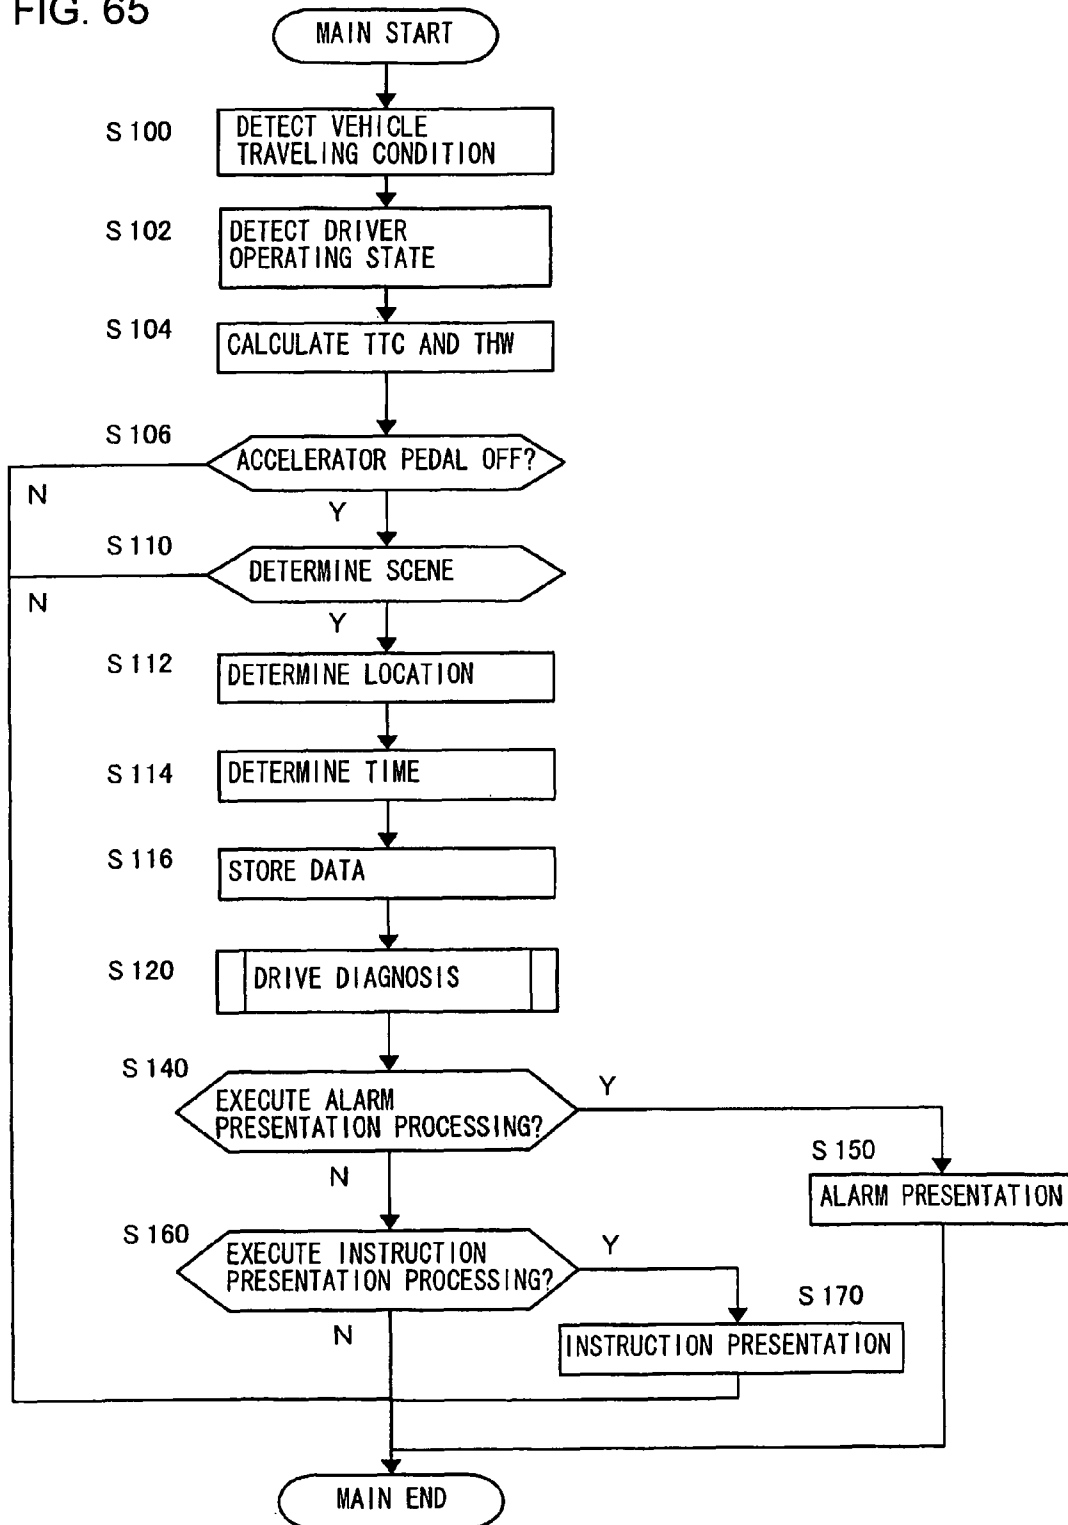 FIG. 65
MAIN START
S100
DETECT VEHICLE
TRAVELING CONDITION
S102
DETECT DRIVER
OPERATING STATE
S104
CALCULATE TTC AND THW
S106
ACCELERATOR PEDAL OFF?
N
Y
S110
DETERMINE SCENE
N
Y
S112
DETERMINE LOCATION
S114
DETERMINE TIME
S116
STORE DATA
S120
DRIVE DIAGNOSIS
S140
EXECUTE ALARM
PRESENTATION PROCESSING?
Y
N
S150
ALARM PRESENTATION
S160
EXECUTE INSTRUCTION
PRESENTATION PROCESSING?
Y
N
S170
INSTRUCTION PRESENTATION
MAIN END